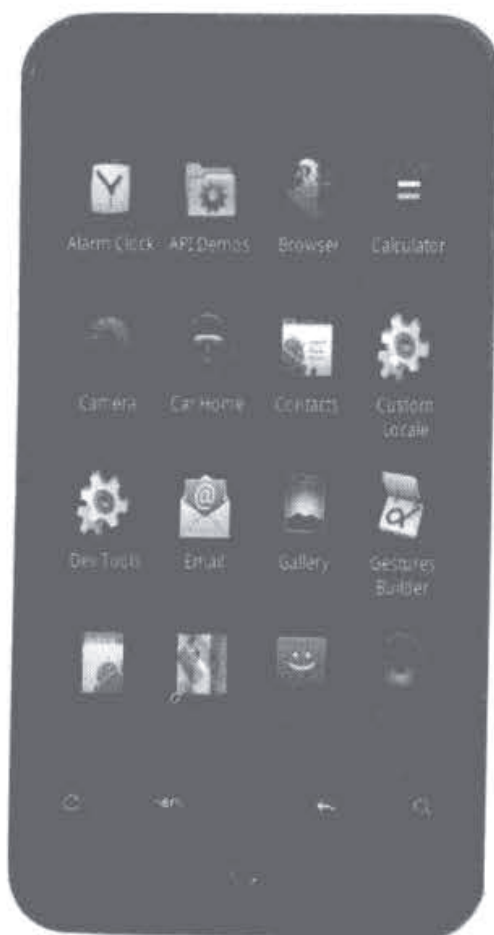 Alarm Clock API Demos Browser Calculator
Camera Car Home Contacts Custom
Locale
Dev Tools Email Gallery Gestures
Builder